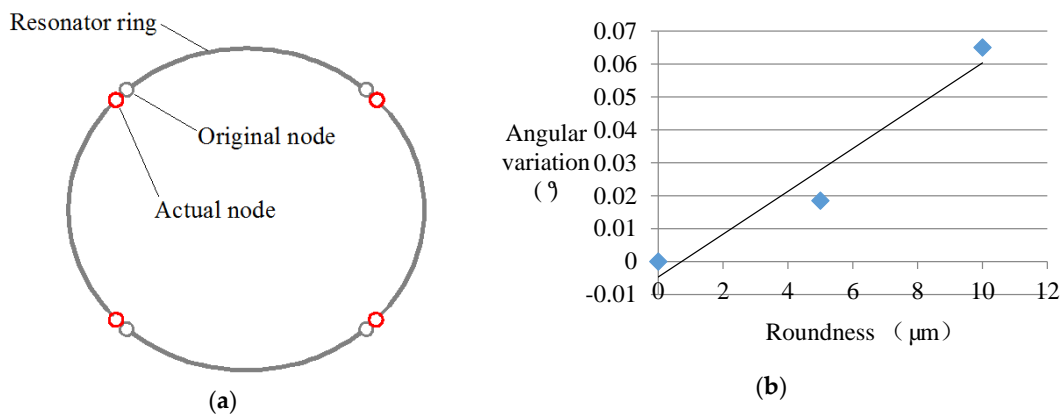 Resonator ring
Original node
Actual node
(a)
0.07
0.06
0.05
0.04
0.03
0.02
0.01
0
-0.01
Angular
variation
(°)
0 2 4 6 8 10 12
Roundness （μm）
(b)